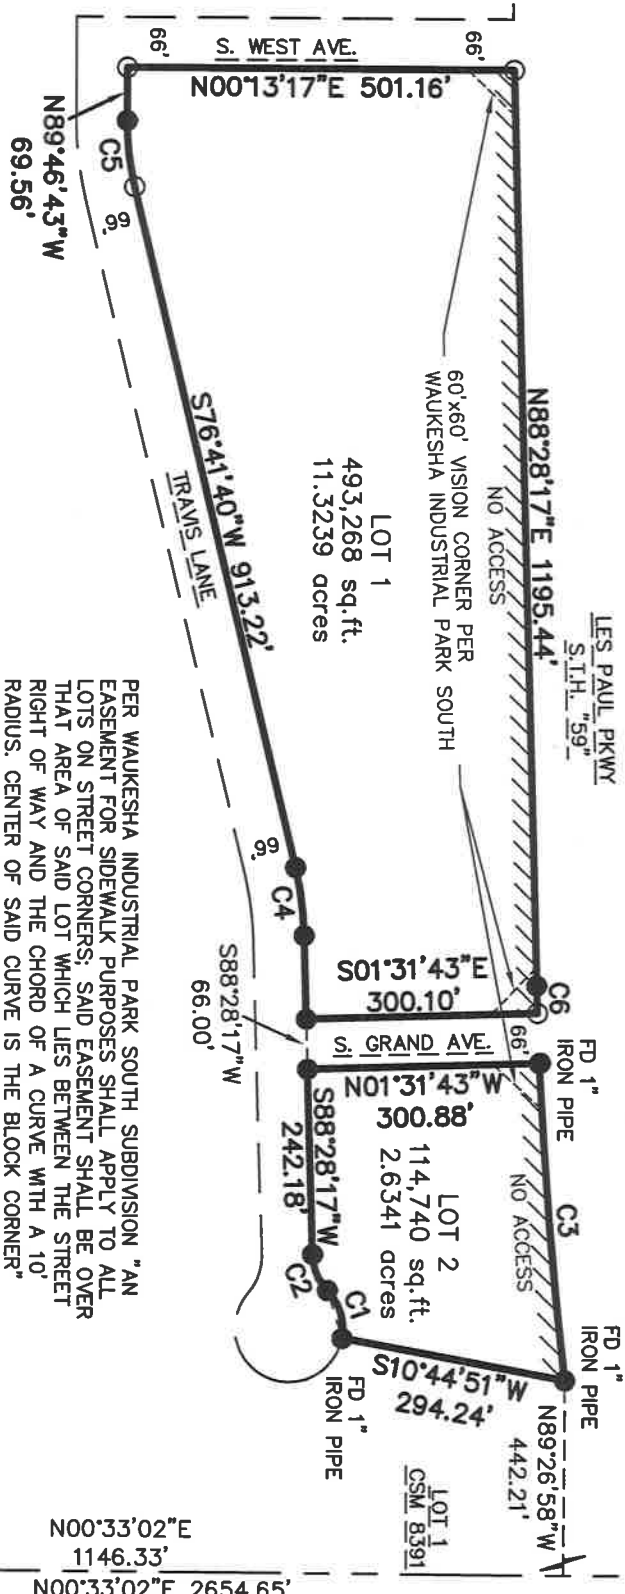 66'
S. WEST AVE.
66'
N00°13'17"E 501.16'
N89°46'43"W
69.56'
C5
66'
60'x60' VISION CORNER PER
WAUKESHA INDUSTRIAL PARK SOUTH
N88°28'17"E 1195.44'
NO ACCESS
LES PAUL PKWY
S.T.H. "59"
LOT 1
493,268 sq.ft.
11.3239 acres
S76°41'40"W 913.22'
TRAVIS LANE
66'
C4
S88°28'17"W
66.00'
S01°31'43"E
300.10'
C6
66'
S. GRAND AVE.
N01°31'43"W
300.88'
FD 1"
IRON PIPE
C3
NO ACCESS
LOT 2
114,740 sq.ft.
2.6341 acres
S88°28'17"W
242.18'
C2
C1
FD 1"
IRON PIPE
S10°44'51"W
294.24'
FD 1"
IRON PIPE
N89°26'58"W
442.21'
LOT 1
CSM 8391
PER WAUKESHA INDUSTRIAL PARK SOUTH SUBDIVISION "AN
EASEMENT FOR SIDEWALK PURPOSES SHALL APPLY TO ALL
LOTS ON STREET CORNERS; SAID EASEMENT SHALL BE OVER
THAT AREA OF SAID LOT WHICH LIES BETWEEN THE STREET
RIGHT OF WAY AND THE CHORD OF A CURVE WITH A 10'
RADIUS. CENTER OF SAID CURVE IS THE BLOCK CORNER"
N00°33'02"E
1146.33'
N00°33'02"E 2654.65'